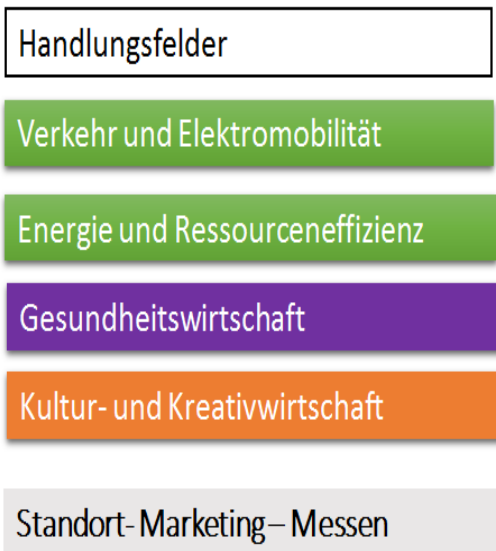 Handlungsfelder
Verkehr und Elektromobilität
Energie und Ressourceneffizienz
Gesundheitswirtschaft
Kultur- und Kreativwirtschaft
Standort- Marketing – Messen